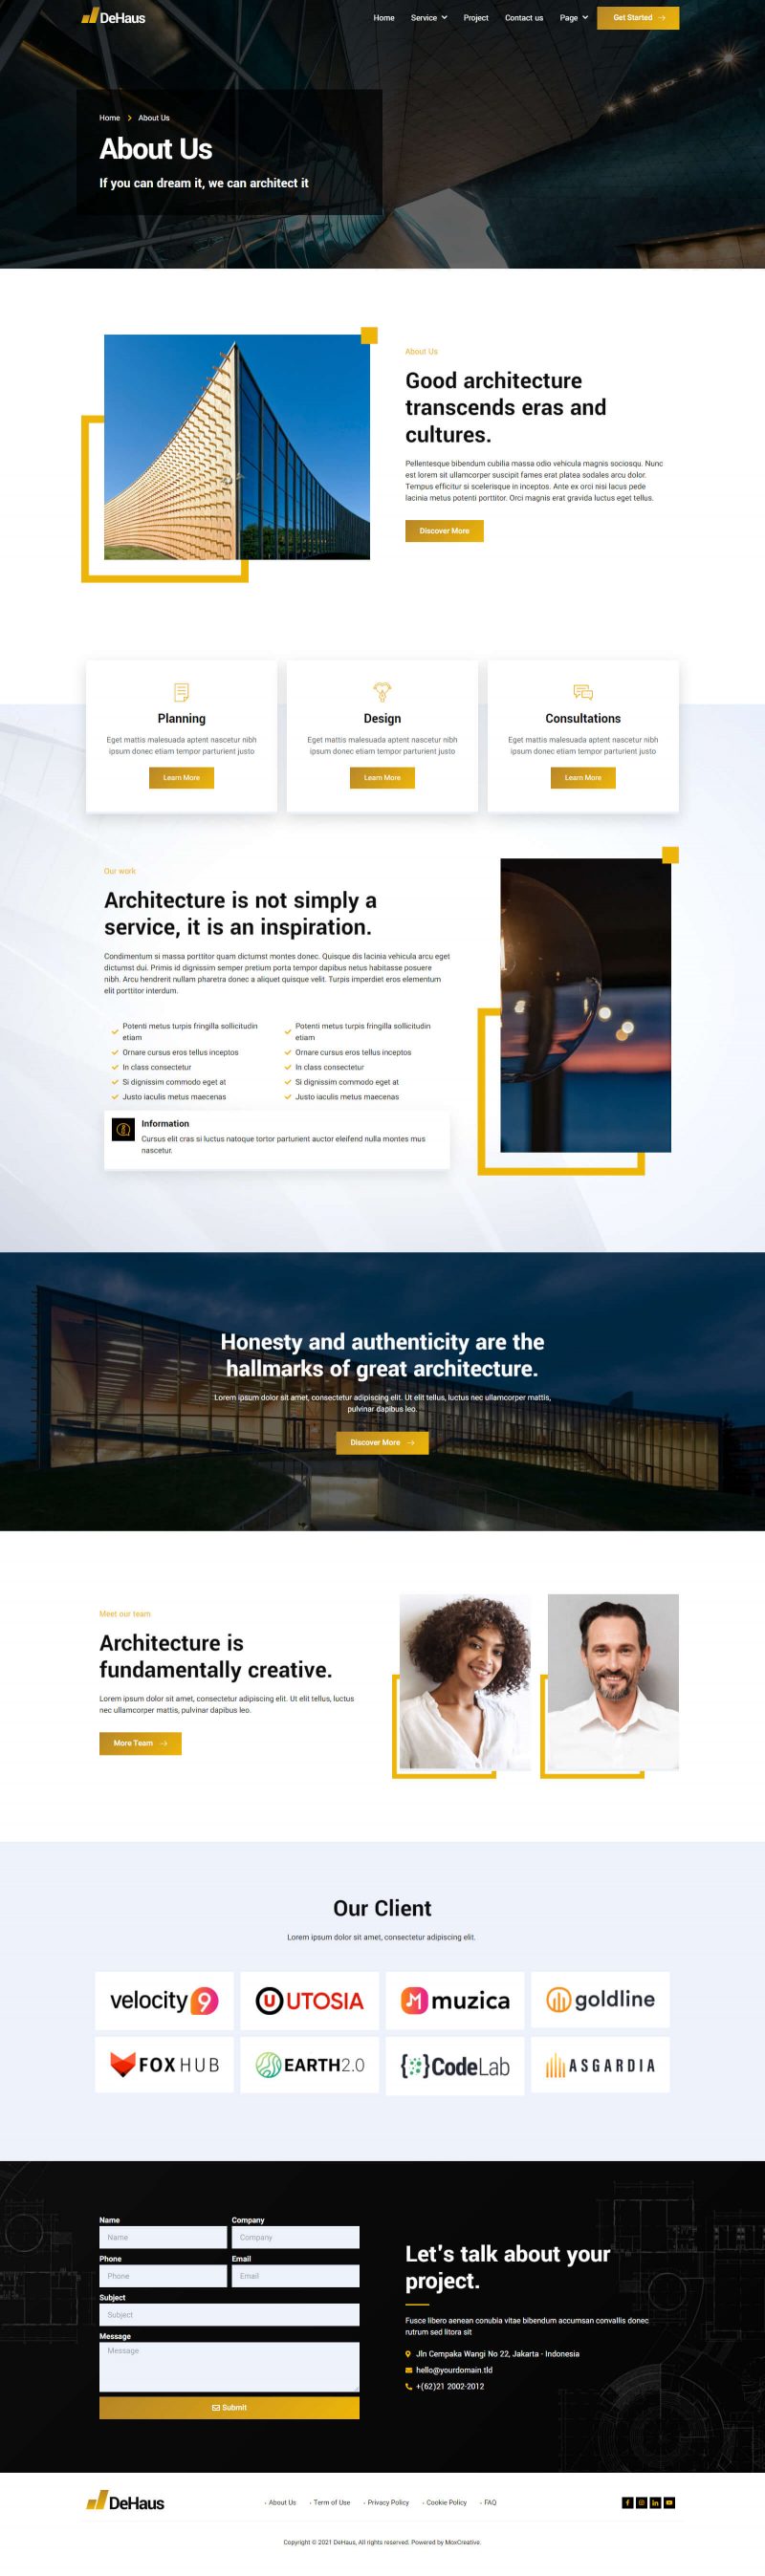 DeHaus
Home Service Project Contact us Page Get Started
Home About Us
About Us
If you can dream it, we can architect it
About Us
Good architecture
transcends eras and
cultures.
Pellentesque bibendum cubilia massa odio vehicula magnis sociosqu. Nunc
est lorem sit ullamcorper suscipit fames erat platea sodales arcu dolor.
Tempus efficitur si scelerisque in inceptos. Ante ex orci nisi lacus pede
lacinia metus potenti porttitor. Orci magnis erat gravida luctus eget tellus.
Discover More
Planning
Eget mattis malesuada aptent nascetur nibh
ipsum donec etiam tempor parturient justo
Learn More
Design
Eget mattis malesuada aptent nascetur nibh
ipsum donec etiam tempor parturient justo
Learn More
Consultations
Eget mattis malesuada aptent nascetur nibh
ipsum donec etiam tempor parturient justo
Learn More
Our work
Architecture is not simply a
service, it is an inspiration.
Condimentum si massa porttitor quam dictumst montes donec. Quisque dis lacinia vehicula arcu eget
dictumst dui. Primis id dignissim semper pretium porta tempor dapibus netus habitasse posuere
nibh. Arcu hendrerit nullam pharetra donec a aliquet quisque velit. Turpis imperdiet eros elementum
elit porttitor interdum.
Potenti metus turpis fringilla sollicitudin
etiam
Ornare cursus eros tellus inceptos
In class consectetur
Si dignissim commodo eget at
Justo iaculis metus maecenas
Potenti metus turpis fringilla sollicitudin
etiam
Ornare cursus eros tellus inceptos
In class consectetur
Si dignissim commodo eget at
Justo iaculis metus maecenas
Information
Cursus elit cras si luctus natoque tortor parturient auctor eleifend nulla montes mus
nascetur.
Honesty and authenticity are the
hallmarks of great architecture.
Lorem ipsum dolor sit amet, consectetur adipiscing elit. Ut elit tellus, luctus nec ullamcorper mattis,
pulvinar dapibus leo.
Discover More
Meet our team
Architecture is
fundamentally creative.
Lorem ipsum dolor sit amet, consectetur adipiscing elit. Ut elit tellus, luctus
nec ullamcorper mattis, pulvinar dapibus leo.
More Team
Our Client
Lorem ipsum dolor sit amet, consectetur adipiscing elit.
velocity 9
U UTOSIA
muzica
goldline
FOXHUB
EARTH2.0
CodeLab
ASGARDIA
Name Company
Name Company
Phone Email
Phone Email
Subject
Subject
Message
Message
Submit
Let's talk about your
project.
Fusce libero aenean conubia vitae bibendum accumsan convallis donec
rutrum sed litora sit
Jln Cempaka Wangi No 22, Jakarta - Indonesia
hello@yourdomain.tld
+(62)21 2002-2012
DeHaus
About Us Term of Use Privacy Policy Cookie Policy FAQ
Copyright © 2021 DeHaus, All rights reserved. Powered by MoxCreative.